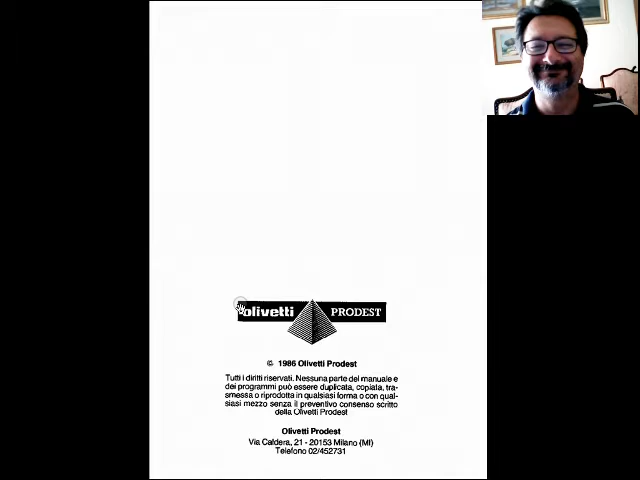 olivetti PRODEST
© 1986 Olivetti Prodest
Tutti i diritti riservati. Nessuna parte del manuale e
dei programmi può essere duplicata, copiata, tra-
smessa o riprodotta in qualsiasi forma o con qual-
siasi mezzo senza il preventivo consenso scritto
della Olivetti Prodest
Olivetti Prodest
Via Caldera, 21 - 20153 Milano (MI)
Telefono 02/452731